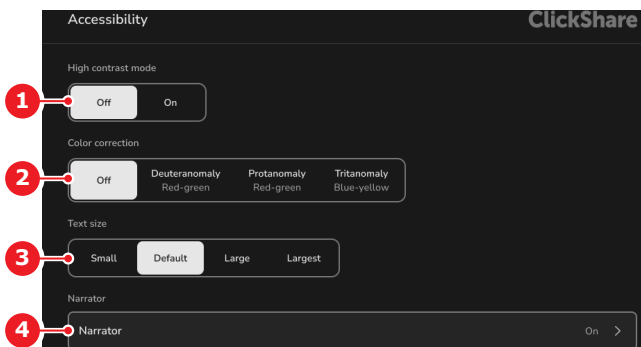 Accessibility
ClickShare
High contrast mode
1
Off On
Color correction
2
Off Deuteranomaly Protanomaly Tritanomaly
Red-green Red-green Blue-yellow
Text size
3
Small Default Large Largest
Narrator
4
Narrator On